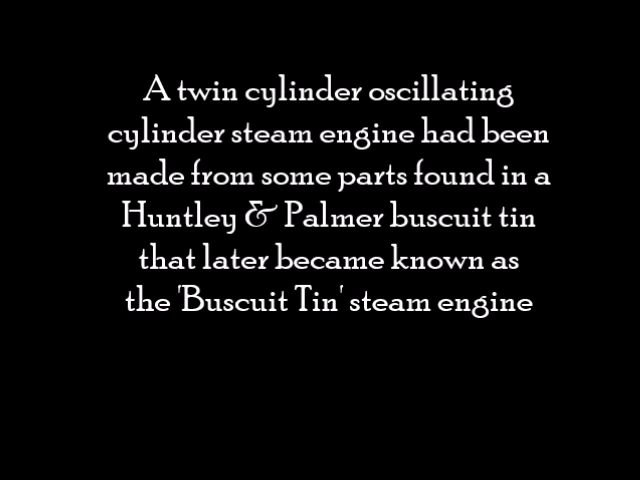 A twin cylinder oscillating
cylinder steam engine had been
made from some parts found in a
Huntley & Palmer buscuit tin
that later became known as
the 'Buscuit Tin' steam engine